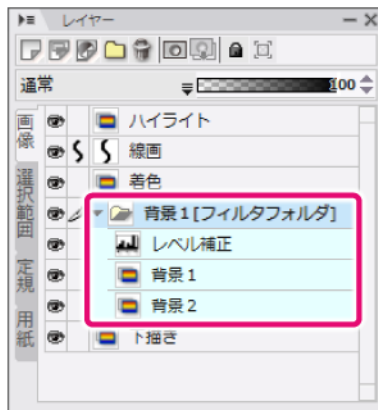 レイヤー
通常
100
画像
選択範囲
定規
用紙
ハイライト
線画
着色
背景1[フィルタフォルダ]
レベル補正
背景1
背景2
下描き